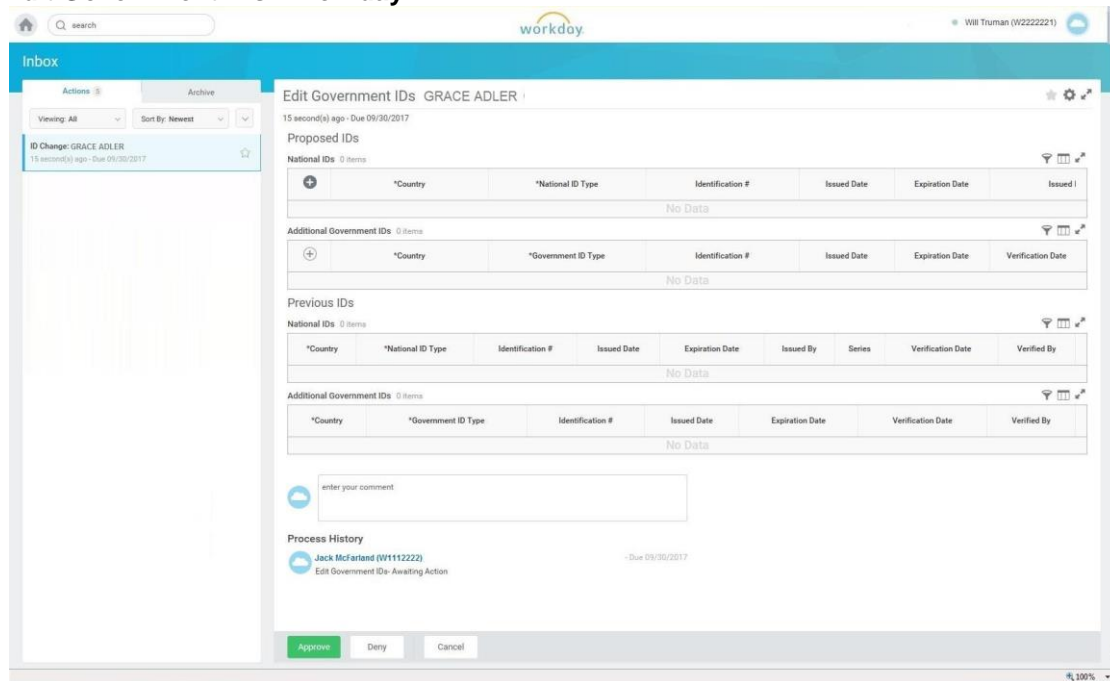 search
workday.
Will Truman (W2222221)
Inbox
Actions
Archive
Viewing: All
Sort By: Newest
ID Change: GRACE ADLER
15 second(s) ago - Due 09/30/2017
Edit Government IDs GRACE ADLER
15 second(s) ago - Due 09/30/2017
Proposed IDs
National IDs 0 items
*Country *National ID Type Identification # Issued Date Expiration Date Issued
No Data
Additional Government IDs 0 items
*Country *Government ID Type Identification # Issued Date Expiration Date Verification Date
No Data
Previous IDs
National IDs 0 items
*Country *National ID Type Identification # Issued Date Expiration Date Issued By Series Verification Date Verified By
No Data
Additional Government IDs 0 items
*Country *Government ID Type Identification # Issued Date Expiration Date Verification Date Verified By
No Data
enter your comment
Process History
Jack McFarland (W1112222) - Due 09/30/2017
Edit Government IDs- Awaiting Action
Approve Deny Cancel
100%